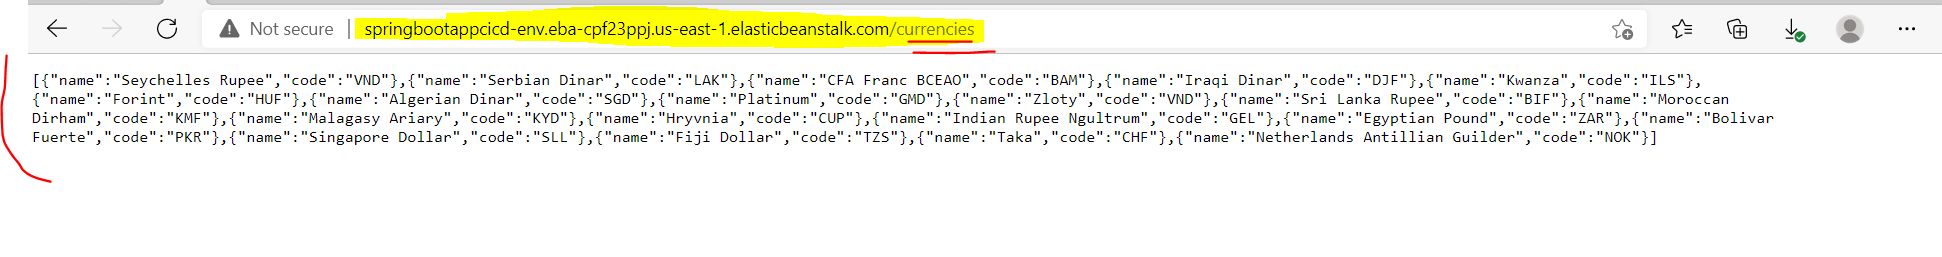 Not secure | springbootappcicd-env.eba-cpf23ppj.us-east-1.elasticbeanstalk.com/currencies
[{"name":"Seychelles Rupee","code":"VND"},{"name":"Serbian Dinar","code":"LAK"},{"name":"CFA Franc BCEAO","code":"BAM"},{"name":"Iraqi Dinar","code":"DJF"},{"name":"Kwanza","code":"ILS"},
{"name":"Forint","code":"HUF"},{"name":"Algerian Dinar","code":"SGD"},{"name":"Platinum","code":"GMD"},{"name":"Zloty","code":"VND"},{"name":"Sri Lanka Rupee","code":"BIF"},{"name":"Moroccan
Dirham","code":"KMF"},{"name":"Malagasy Ariary","code":"KYD"},{"name":"Hryvnia","code":"CUP"},{"name":"Indian Rupee Ngultrum","code":"GEL"},{"name":"Egyptian Pound","code":"ZAR"},{"name":"Bolivar
Fuerte","code":"PKR"},{"name":"Singapore Dollar","code":"SLL"},{"name":"Fiji Dollar","code":"TZS"},{"name":"Taka","code":"CHF"},{"name":"Netherlands Antillian Guilder","code":"NOK"}]